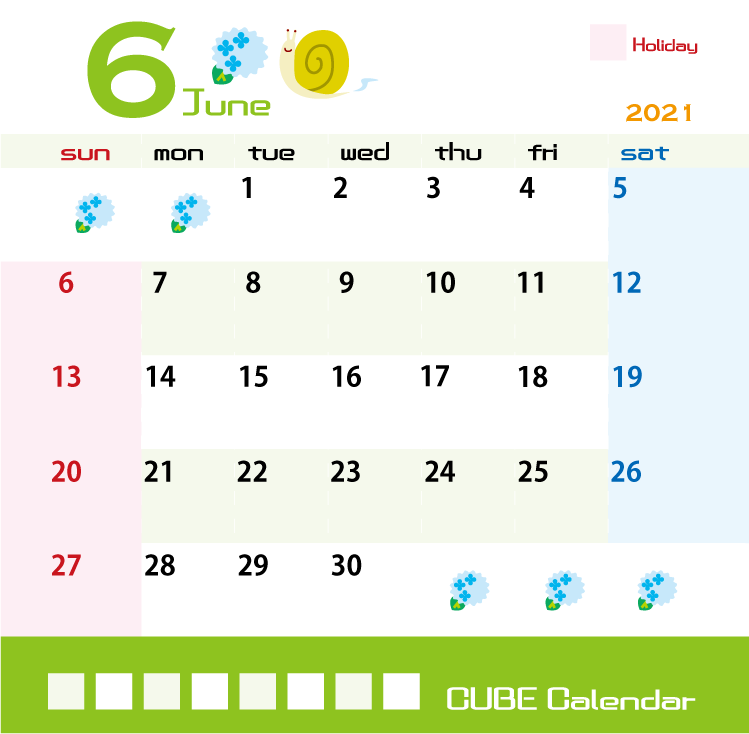 6 June
Holiday
2021
sun mon tue wed thu fri sat
1 2 3 4 5
6 7 8 9 10 11 12
13 14 15 16 17 18 19
20 21 22 23 24 25 26
27 28 29 30
CUBE Calendar